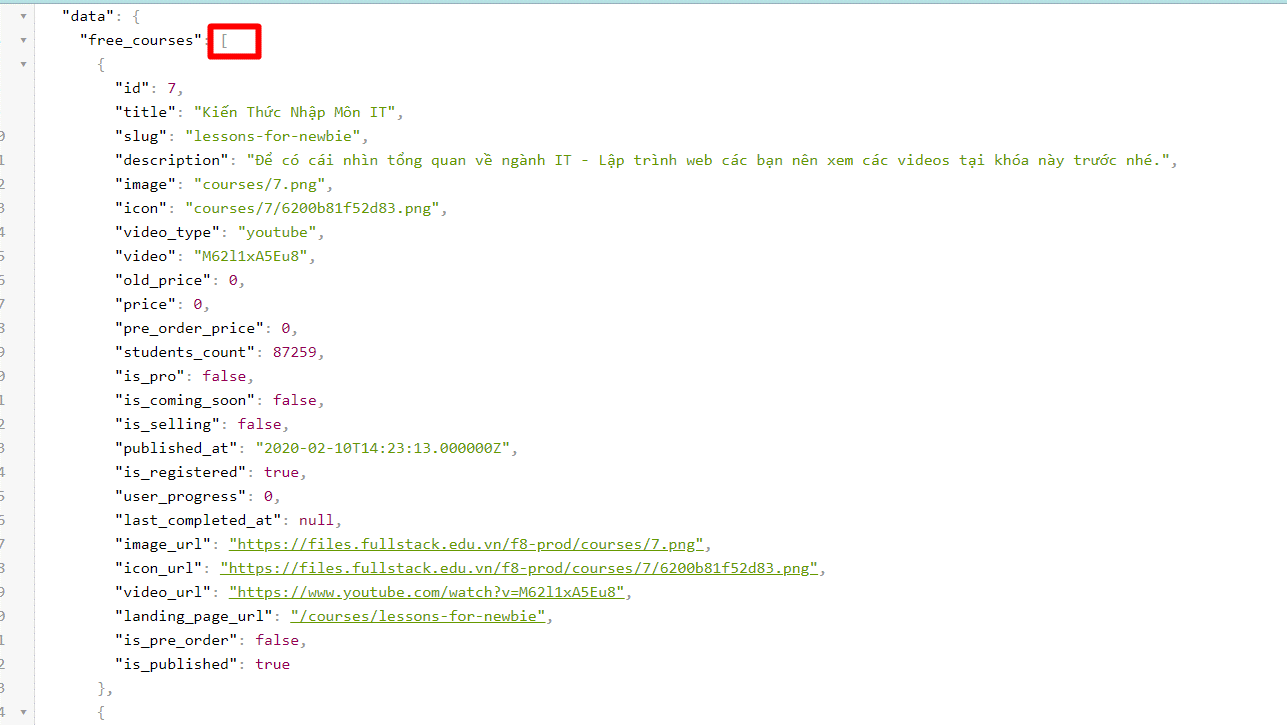 "data": {
"free_courses": [
{
"id": 7,
"title": "Kiến Thức Nhập Môn IT",
"slug": "lessons-for-newbie",
"description": "Để có cái nhìn tổng quan về ngành IT - Lập trình web các bạn nên xem các videos tại khóa này trước nhé.",
"image": "courses/7.png",
"icon": "courses/7/6200b81f52d83.png",
"video_type": "youtube",
"video": "M62l1xA5Eu8",
"old_price": 0,
"price": 0,
"pre_order_price": 0,
"students_count": 87259,
"is_pro": false,
"is_coming_soon": false,
"is_selling": false,
"published_at": "2020-02-10T14:23:13.000000Z",
"is_registered": true,
"user_progress": 0,
"last_completed_at": null,
"image_url": "https://files.fullstack.edu.vn/f8-prod/courses/7.png",
"icon_url": "https://files.fullstack.edu.vn/f8-prod/courses/7/6200b81f52d83.png",
"video_url": "https://www.youtube.com/watch?v=M62l1xA5Eu8",
"landing_page_url": "/courses/lessons-for-newbie",
"is_pre_order": false,
"is_published": true
},
{